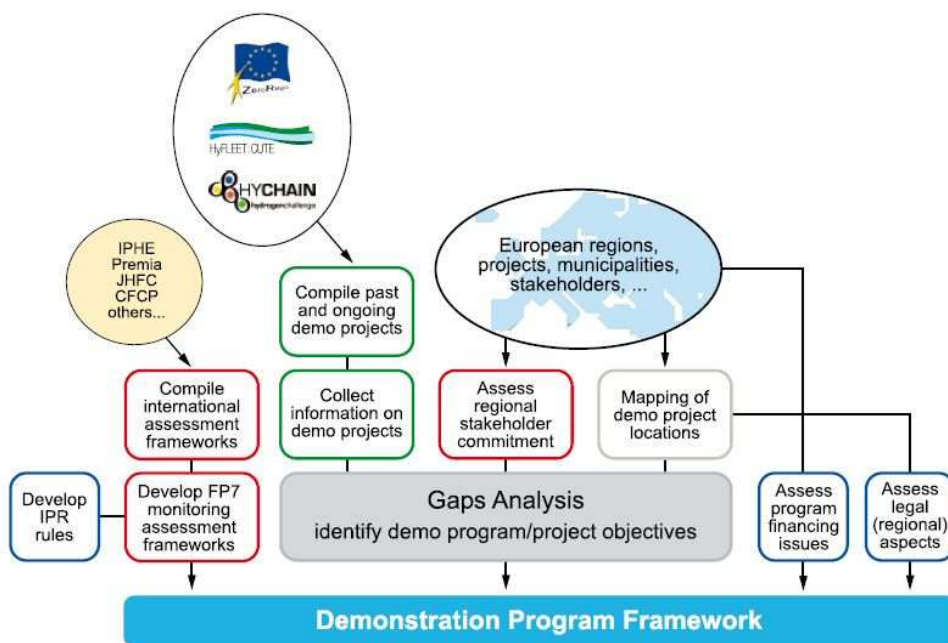 ZeroRegio
HyFLEET:CUTE
HYCHAIN
hydrogenchallenge
IPHE
Premia
JHFC
CFCP
others...
Compile past
and ongoing
demo projects
European regions,
projects, municipalities,
stakeholders, ...
Compile
international
assessment
frameworks
Collect
information on
demo projects
Assess
regional
stakeholder
commitment
Mapping of
demo project
locations
Develop
IPR
rules
Develop FP7
monitoring
assessment
frameworks
Gaps Analysis
identify demo program/project objectives
Assess
program
financing
issues
Assess
legal
(regional)
aspects
Demonstration Program Framework